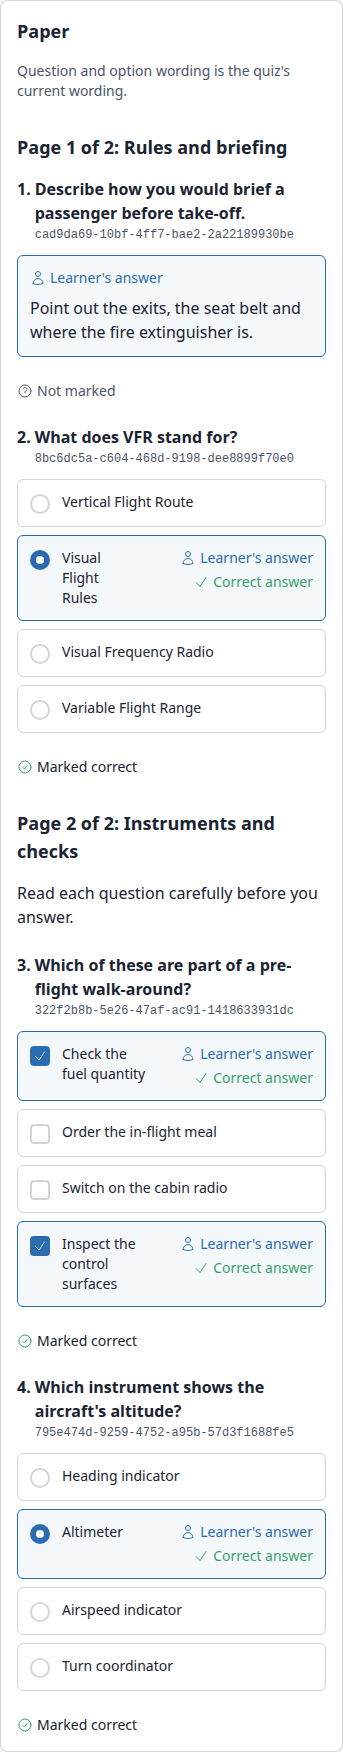 Paper
Question and option wording is the quiz's
current wording.
Page 1 of 2: Rules and briefing
1. Describe how you would brief a
passenger before take-off.
cad9da69-10bf-4ff7-bae2-2a22189930be
Learner's answer
Point out the exits, the seat belt and
where the fire extinguisher is.
Not marked
2. What does VFR stand for?
8bc6dc5a-c604-468d-9198-dee8899f70e0
Vertical Flight Route
Visual
Flight
Rules
Learner's answer
Correct answer
Visual Frequency Radio
Variable Flight Range
Marked correct
Page 2 of 2: Instruments and
checks
Read each question carefully before you
answer.
3. Which of these are part of a pre-
flight walk-around?
322f2b8b-5e26-47af-ac91-1418633931dc
Check the
fuel quantity
Learner's answer
Correct answer
Order the in-flight meal
Switch on the cabin radio
Inspect the
control
surfaces
Learner's answer
Correct answer
Marked correct
4. Which instrument shows the
aircraft's altitude?
795e474d-9259-4752-a95b-57d3f1688fe5
Heading indicator
Altimeter
Learner's answer
Correct answer
Airspeed indicator
Turn coordinator
Marked correct